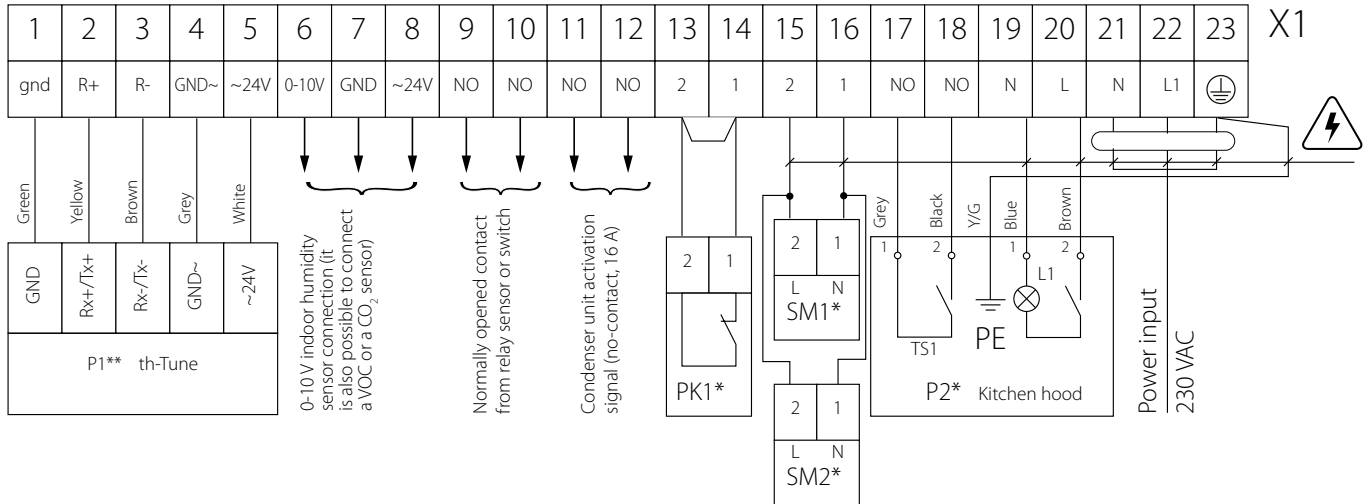 1 2 3 4 5 6 7 8 9 10 11 12 13 14 15 16 17 18 19 20 21 22 23 X1
gnd R+ R- GND~ ~24V 0-10V GND ~24V NO NO NO NO 2 1 2 1 NO NO N L N L1
Green
Yellow
Brown
Grey
White
GND
Rx+/Tx+
Rx-/Tx-
GND~
~24V
P1** th-Tune
0-10 V indoor humidity
sensor connection (it
is also possible to connect
a VOC or a CO₂ sensor)
Normally opened contact
from relay sensor or switch
Condenser unit activation
signal (no-contact, 16 A)
2 1
PK1*
2 1
L N
SM1*
2 1
L N
SM2*
Grey
Black
Y/G
Blue
Brown
1 2 1 2
L1
TS1
PE
P2* Kitchen hood
Power input
230 VAC